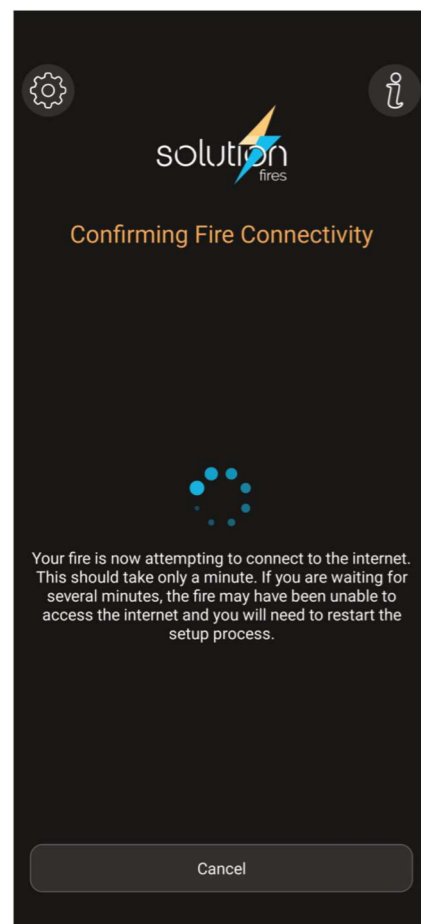 solution
fires
Confirming Fire Connectivity
Your fire is now attempting to connect to the internet.
This should take only a minute. If you are waiting for
several minutes, the fire may have been unable to
access the internet and you will need to restart the
setup process.
Cancel